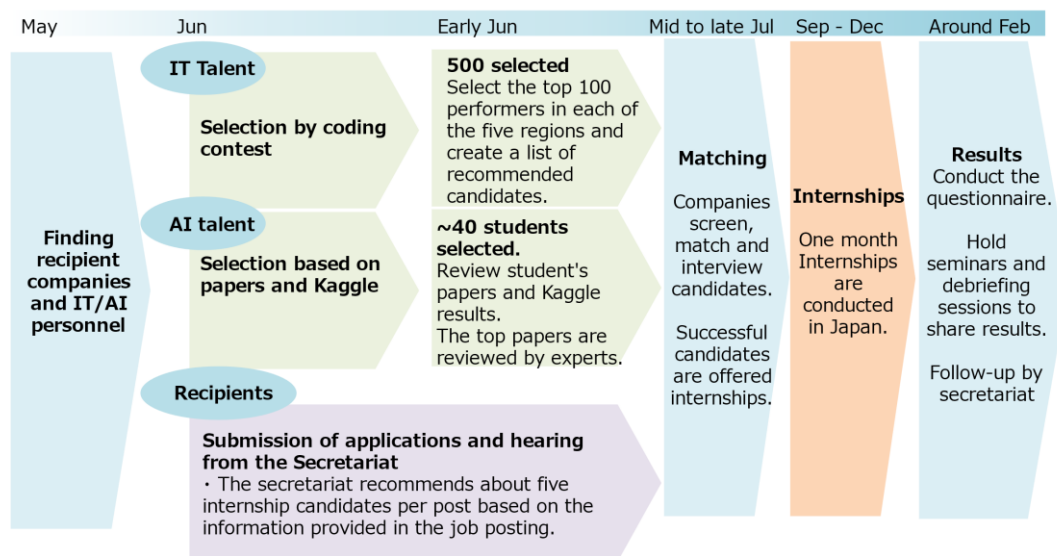 May
Jun
Early Jun
Mid to late Jul
Sep - Dec
Around Feb
Finding
recipient
companies
and IT/AI
personnel
IT Talent
Selection by coding
contest
500 selected
Select the top 100
performers in each of
the five regions and
create a list of
recommended
candidates.
AI talent
Selection based on
papers and Kaggle
~40 students
selected.
Review student's
papers and Kaggle
results.
The top papers are
reviewed by experts.
Recipients
Submission of applications and hearing
from the Secretariat
・The secretariat recommends about five
internship candidates per post based on the
information provided in the job posting.
Matching
Companies
screen,
match and
interview
candidates.
Successful
candidates
are offered
internships.
Internships
One month
Internships
are
conducted
in Japan.
Results
Conduct the
questionnaire.
Hold
seminars and
debriefing
sessions to
share results.
Follow-up by
secretariat